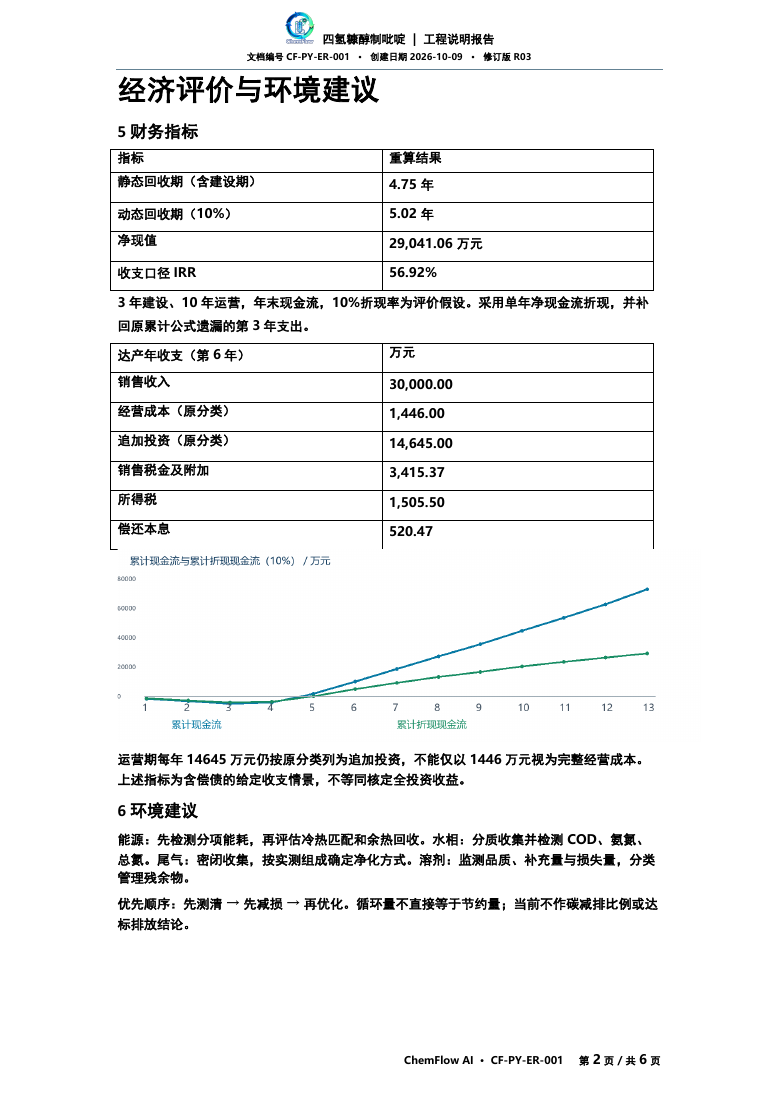 ChemFlow
四氢糠醇制吡啶 | 工程说明报告
文档编号 CF-PY-ER-001 • 创建日期 2026-10-09 • 修订版 R03
经济评价与环境建议
5 财务指标
指标 重算结果
静态回收期（含建设期） 4.75 年
动态回收期（10%） 5.02 年
净现值 29,041.06 万元
收支口径 IRR 56.92%
3 年建设、10 年运营，年末现金流，10%折现率为评价假设。采用单年净现金流折现，并补
回原累计公式遗漏的第 3 年支出。
达产年收支（第 6 年） 万元
销售收入 30,000.00
经营成本（原分类） 1,446.00
追加投资（原分类） 14,645.00
销售税金及附加 3,415.37
所得税 1,505.50
偿还本息 520.47
累计现金流与累计折现现金流（10%）/ 万元
80000
60000
40000
20000
0
1 2 3 4 5 6 7 8 9 10 11 12 13
累计现金流 累计折现现金流
运营期每年 14645 万元仍按原分类列为追加投资，不能仅以 1446 万元视为完整经营成本。
上述指标为含偿债的给定收支情景，不等同核定全投资收益。
6 环境建议
能源：先检测分项能耗，再评估冷热匹配和余热回收。水相：分质收集并检测 COD、氨氮、
总氮。尾气：密闭收集，按实测组成确定净化方式。溶剂：监测品质、补充量与损失量，分类
管理残余物。
优先顺序：先测清 → 先减损 → 再优化。循环量不直接等于节约量；当前不作碳减排比例或达
标排放结论。
ChemFlow AI • CF-PY-ER-001 第 2 页 / 共 6 页